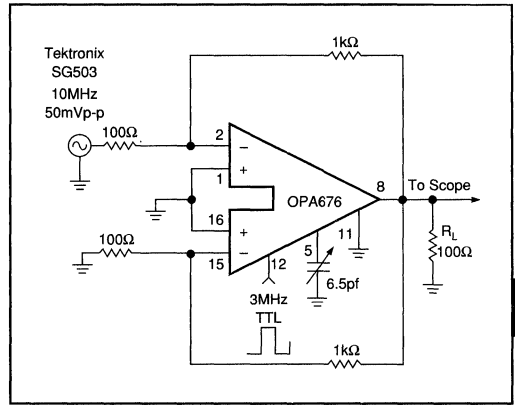 Tektronix
SG503
10MHz
50mVp-p
100Ω
1kΩ
2
−
+
1
16
+
−
15
100Ω
OPA676
8
To Scope
11
5
12
6.5pf
RL
100Ω
3MHz
TTL
1kΩ